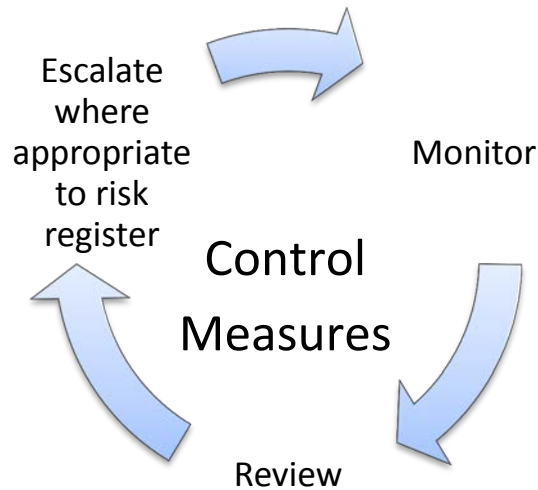 Escalate
where
appropriate
to risk
register
Monitor
Control
Measures
Review